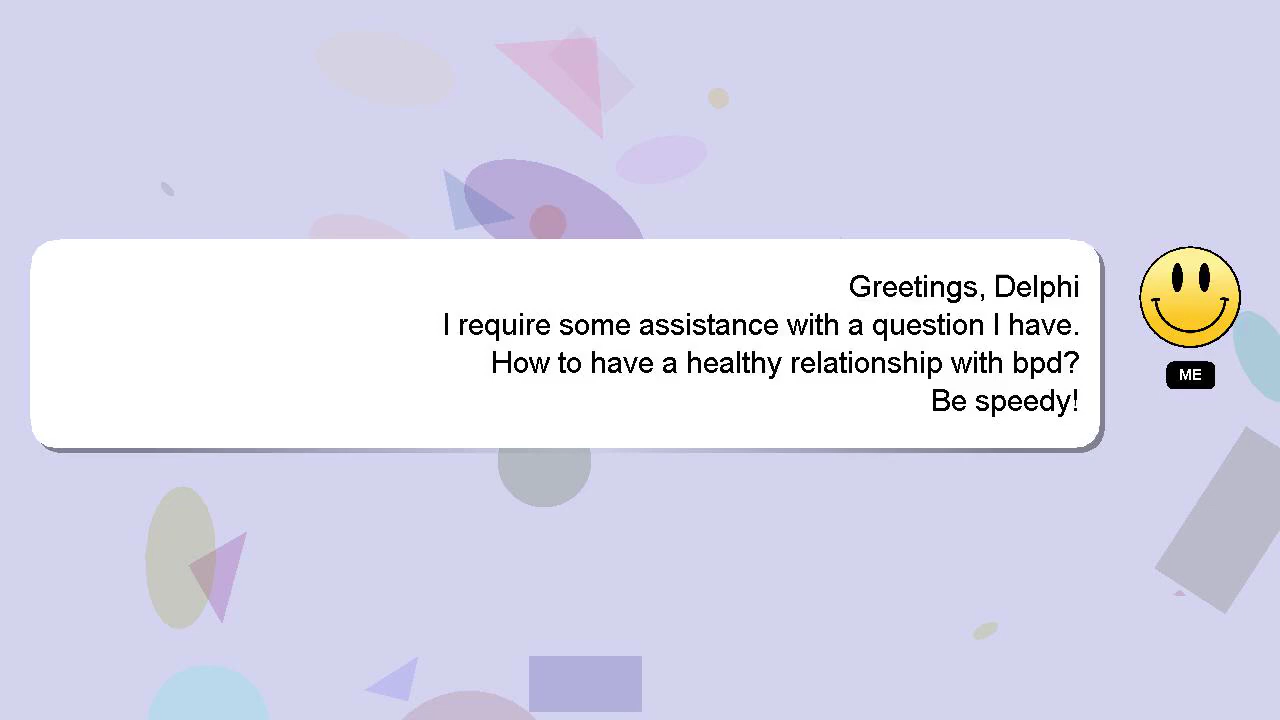 Greetings, Delphi
I require some assistance with a question I have.
How to have a healthy relationship with bpd?
Be speedy!
ME